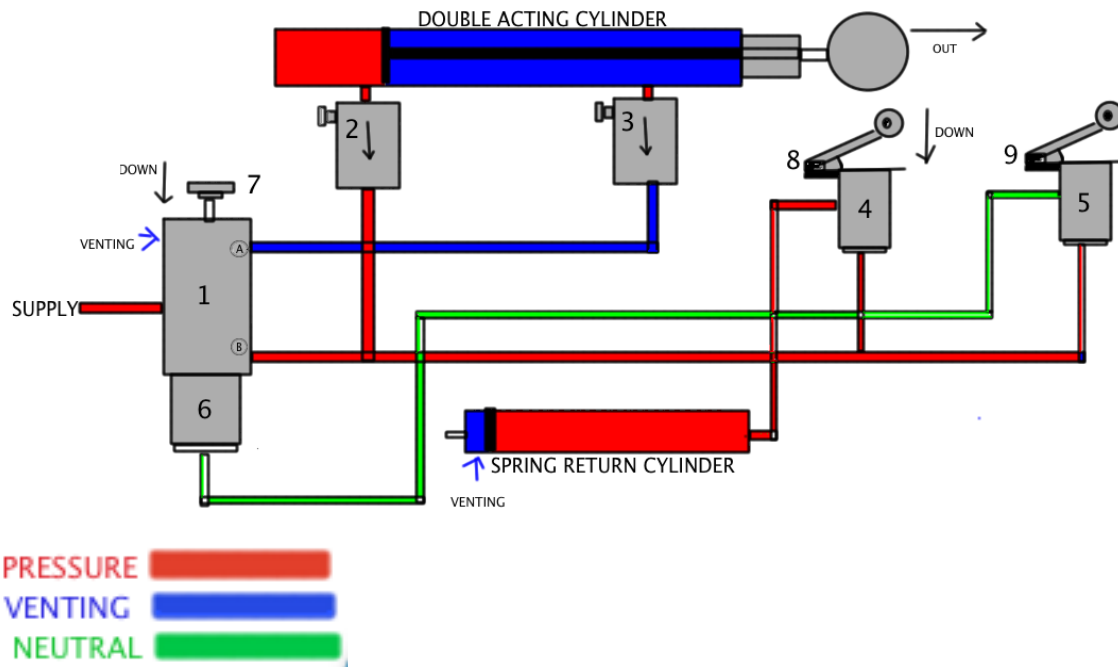 DOUBLE ACTING CYLINDER
OUT
2
3
DOWN
8
9
DOWN
7
4
5
VENTING
A
SUPPLY
1
B
6
SPRING RETURN CYLINDER
VENTING
PRESSURE
VENTING
NEUTRAL